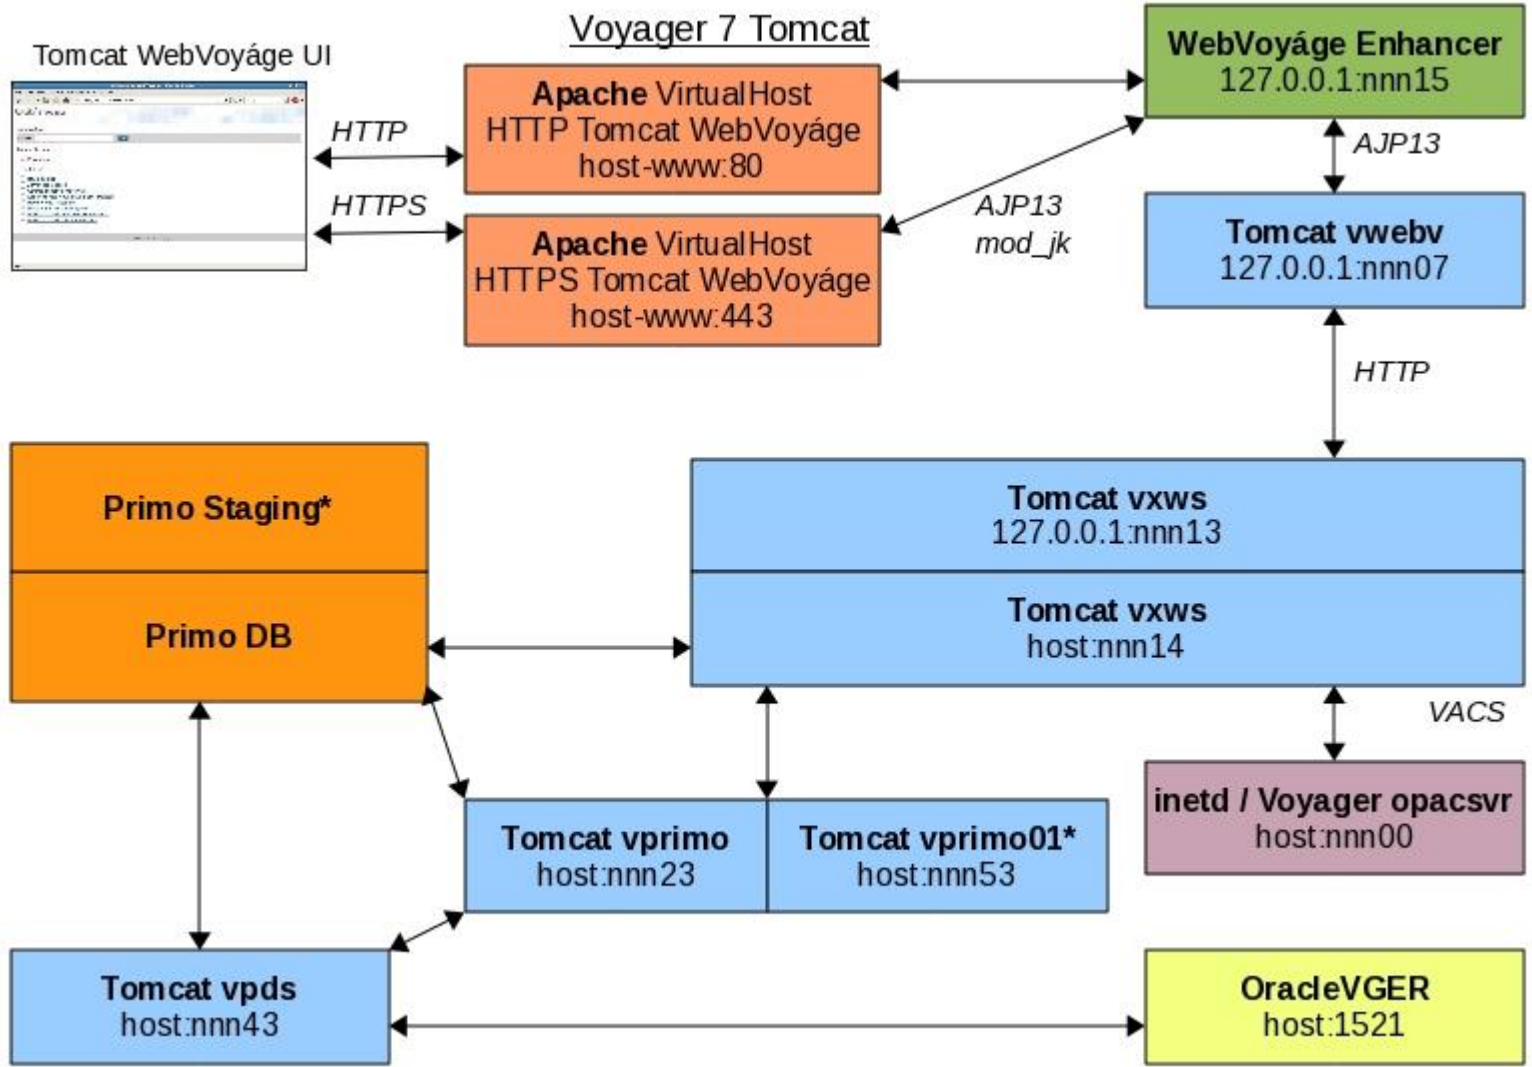 Voyager 7 Tomcat
Tomcat WebVoyáge UI
HTTP
HTTPS
Apache VirtualHost
HTTP Tomcat WebVoyáge
host-www:80
Apache VirtualHost
HTTPS Tomcat WebVoyáge
host-www:443
AJP13
mod_jk
WebVoyáge Enhancer
127.0.0.1:nnn15
AJP13
Tomcat vwebv
127.0.0.1:nnn07
HTTP
Primo Staging*
Primo DB
Tomcat vxws
127.0.0.1:nnn13
Tomcat vxws
host:nnn14
VACS
inetd / Voyager opacsvr
host:nnn00
Tomcat vprimo
host:nnn23
Tomcat vprimo01*
host:nnn53
Tomcat vpds
host:nnn43
OracleVGER
host:1521